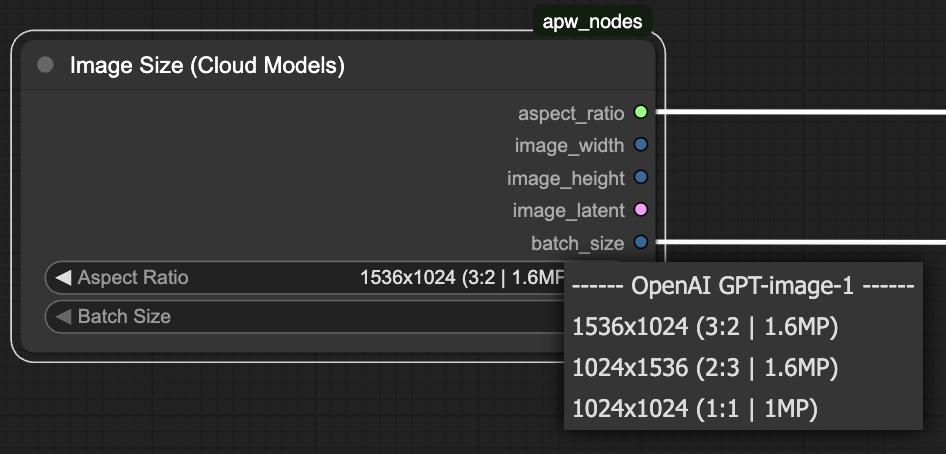 apw_nodes
Image Size (Cloud Models)
aspect_ratio
image_width
image_height
image_latent
batch_size
Aspect Ratio 1536x1024 (3:2 | 1.6MP
Batch Size
------ OpenAI GPT-image-1 ------
1536x1024 (3:2 | 1.6MP)
1024x1536 (2:3 | 1.6MP)
1024x1024 (1:1 | 1MP)